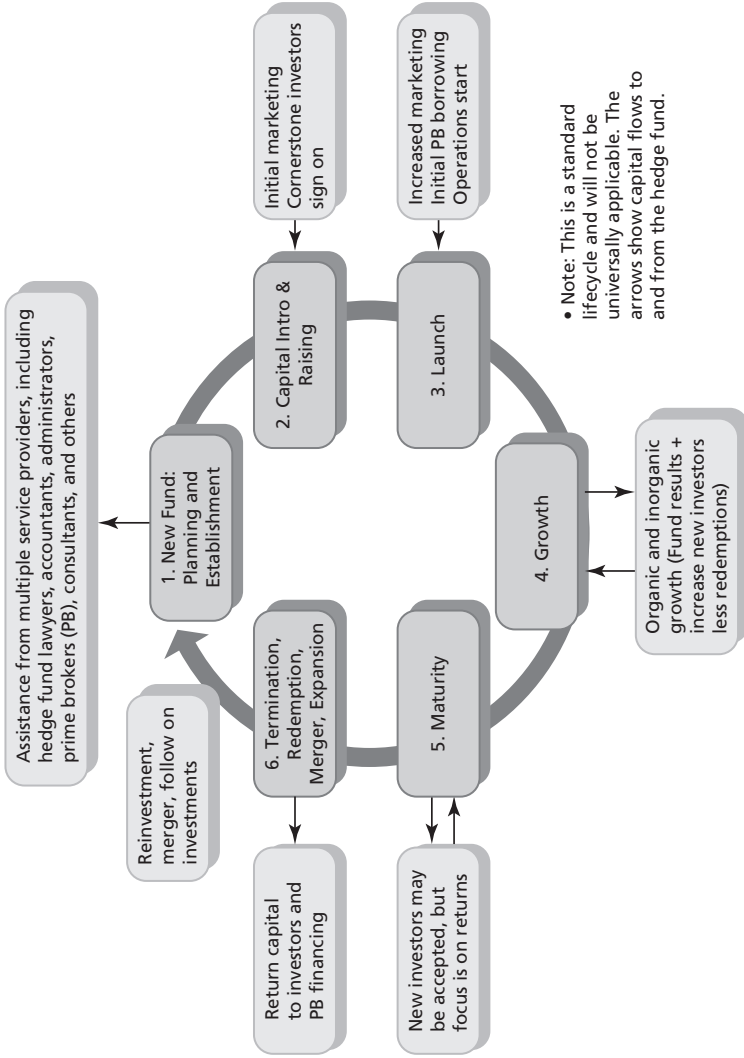 Assistance from multiple service providers, including
hedge fund lawyers, accountants, administrators,
prime brokers (PB), consultants, and others
1. New Fund:
Planning and
Establishment
2. Capital Intro &
Raising
Initial marketing
Cornerstone investors
sign on
3. Launch
Increased marketing
Initial PB borrowing
Operations start
4. Growth
Organic and inorganic
growth (Fund results +
increase new investors
less redemptions)
5. Maturity
New investors may
be accepted, but
focus is on returns
6. Termination,
Redemption,
Merger, Expansion
Return capital
to investors and
PB financing
Reinvestment,
merger, follow on
investments
• Note: This is a standard
lifecycle and will not be
universally applicable. The
arrows show capital flows to
and from the hedge fund.